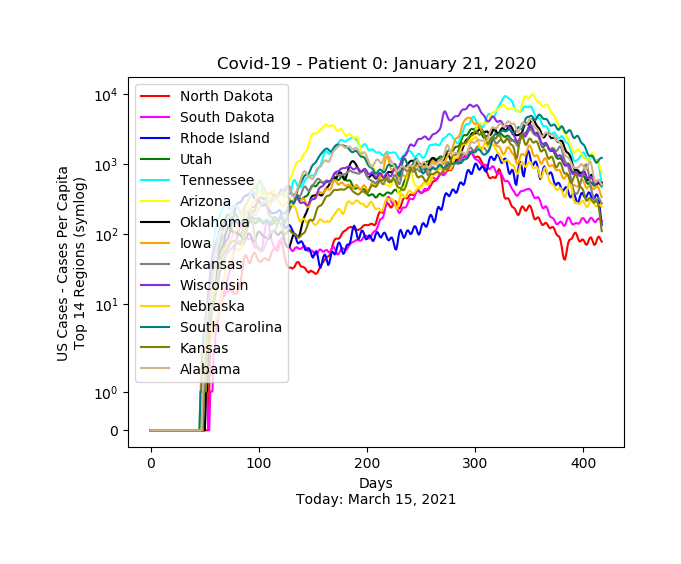 Covid-19 - Patient 0: January 21, 2020
US Cases - Cases Per Capita
Top 14 Regions (symlog)
10⁴
10³
10²
10¹
10⁰
0
North Dakota
South Dakota
Rhode Island
Utah
Tennessee
Arizona
Oklahoma
Iowa
Arkansas
Wisconsin
Nebraska
South Carolina
Kansas
Alabama
0 100 200 300 400
Days
Today: March 15, 2021